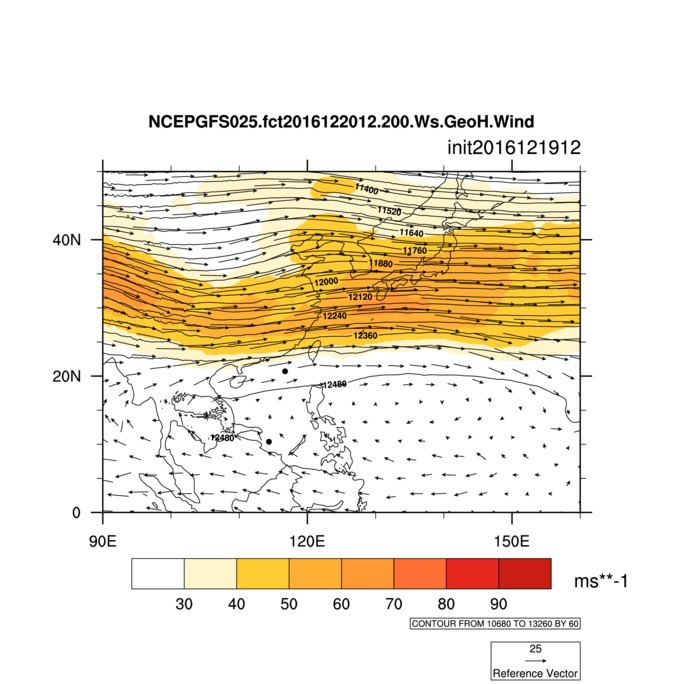 NCEPGFS025.fct2016122012.200.Ws.GeoH.Wind
init2016121912
11400
11520
40N
11640
11760
11880
12000
12120
12240
12360
20N
12480
12480
0
90E 120E 150E
30 40 50 60 70 80 90
ms**-1
CONTOUR FROM 10680 TO 13260 BY 60
25
Reference Vector